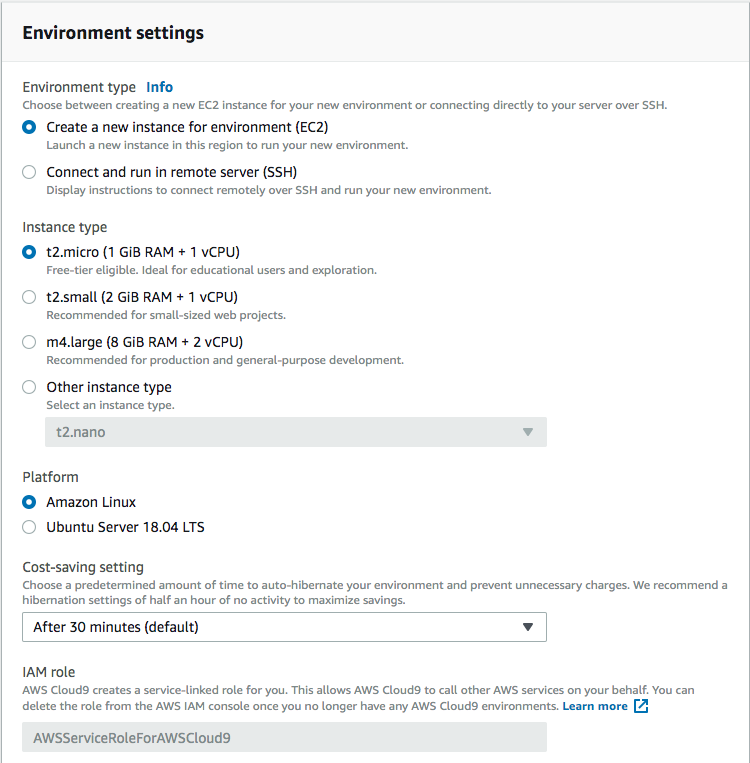 Environment settings
Environment type Info
Choose between creating a new EC2 instance for your new environment or connecting directly to your server over SSH.
Create a new instance for environment (EC2)
Launch a new instance in this region to run your new environment.
Connect and run in remote server (SSH)
Display instructions to connect remotely over SSH and run your new environment.
Instance type
t2.micro (1 GiB RAM + 1 vCPU)
Free-tier eligible. Ideal for educational users and exploration.
t2.small (2 GiB RAM + 1 vCPU)
Recommended for small-sized web projects.
m4.large (8 GiB RAM + 2 vCPU)
Recommended for production and general-purpose development.
Other instance type
Select an instance type.
t2.nano
Platform
Amazon Linux
Ubuntu Server 18.04 LTS
Cost-saving setting
Choose a predetermined amount of time to auto-hibernate your environment and prevent unnecessary charges. We recommend a
hibernation settings of half an hour of no activity to maximize savings.
After 30 minutes (default)
IAM role
AWS Cloud9 creates a service-linked role for you. This allows AWS Cloud9 to call other AWS services on your behalf. You can
delete the role from the AWS IAM console once you no longer have any AWS Cloud9 environments. Learn more
AWSServiceRoleForAWSCloud9